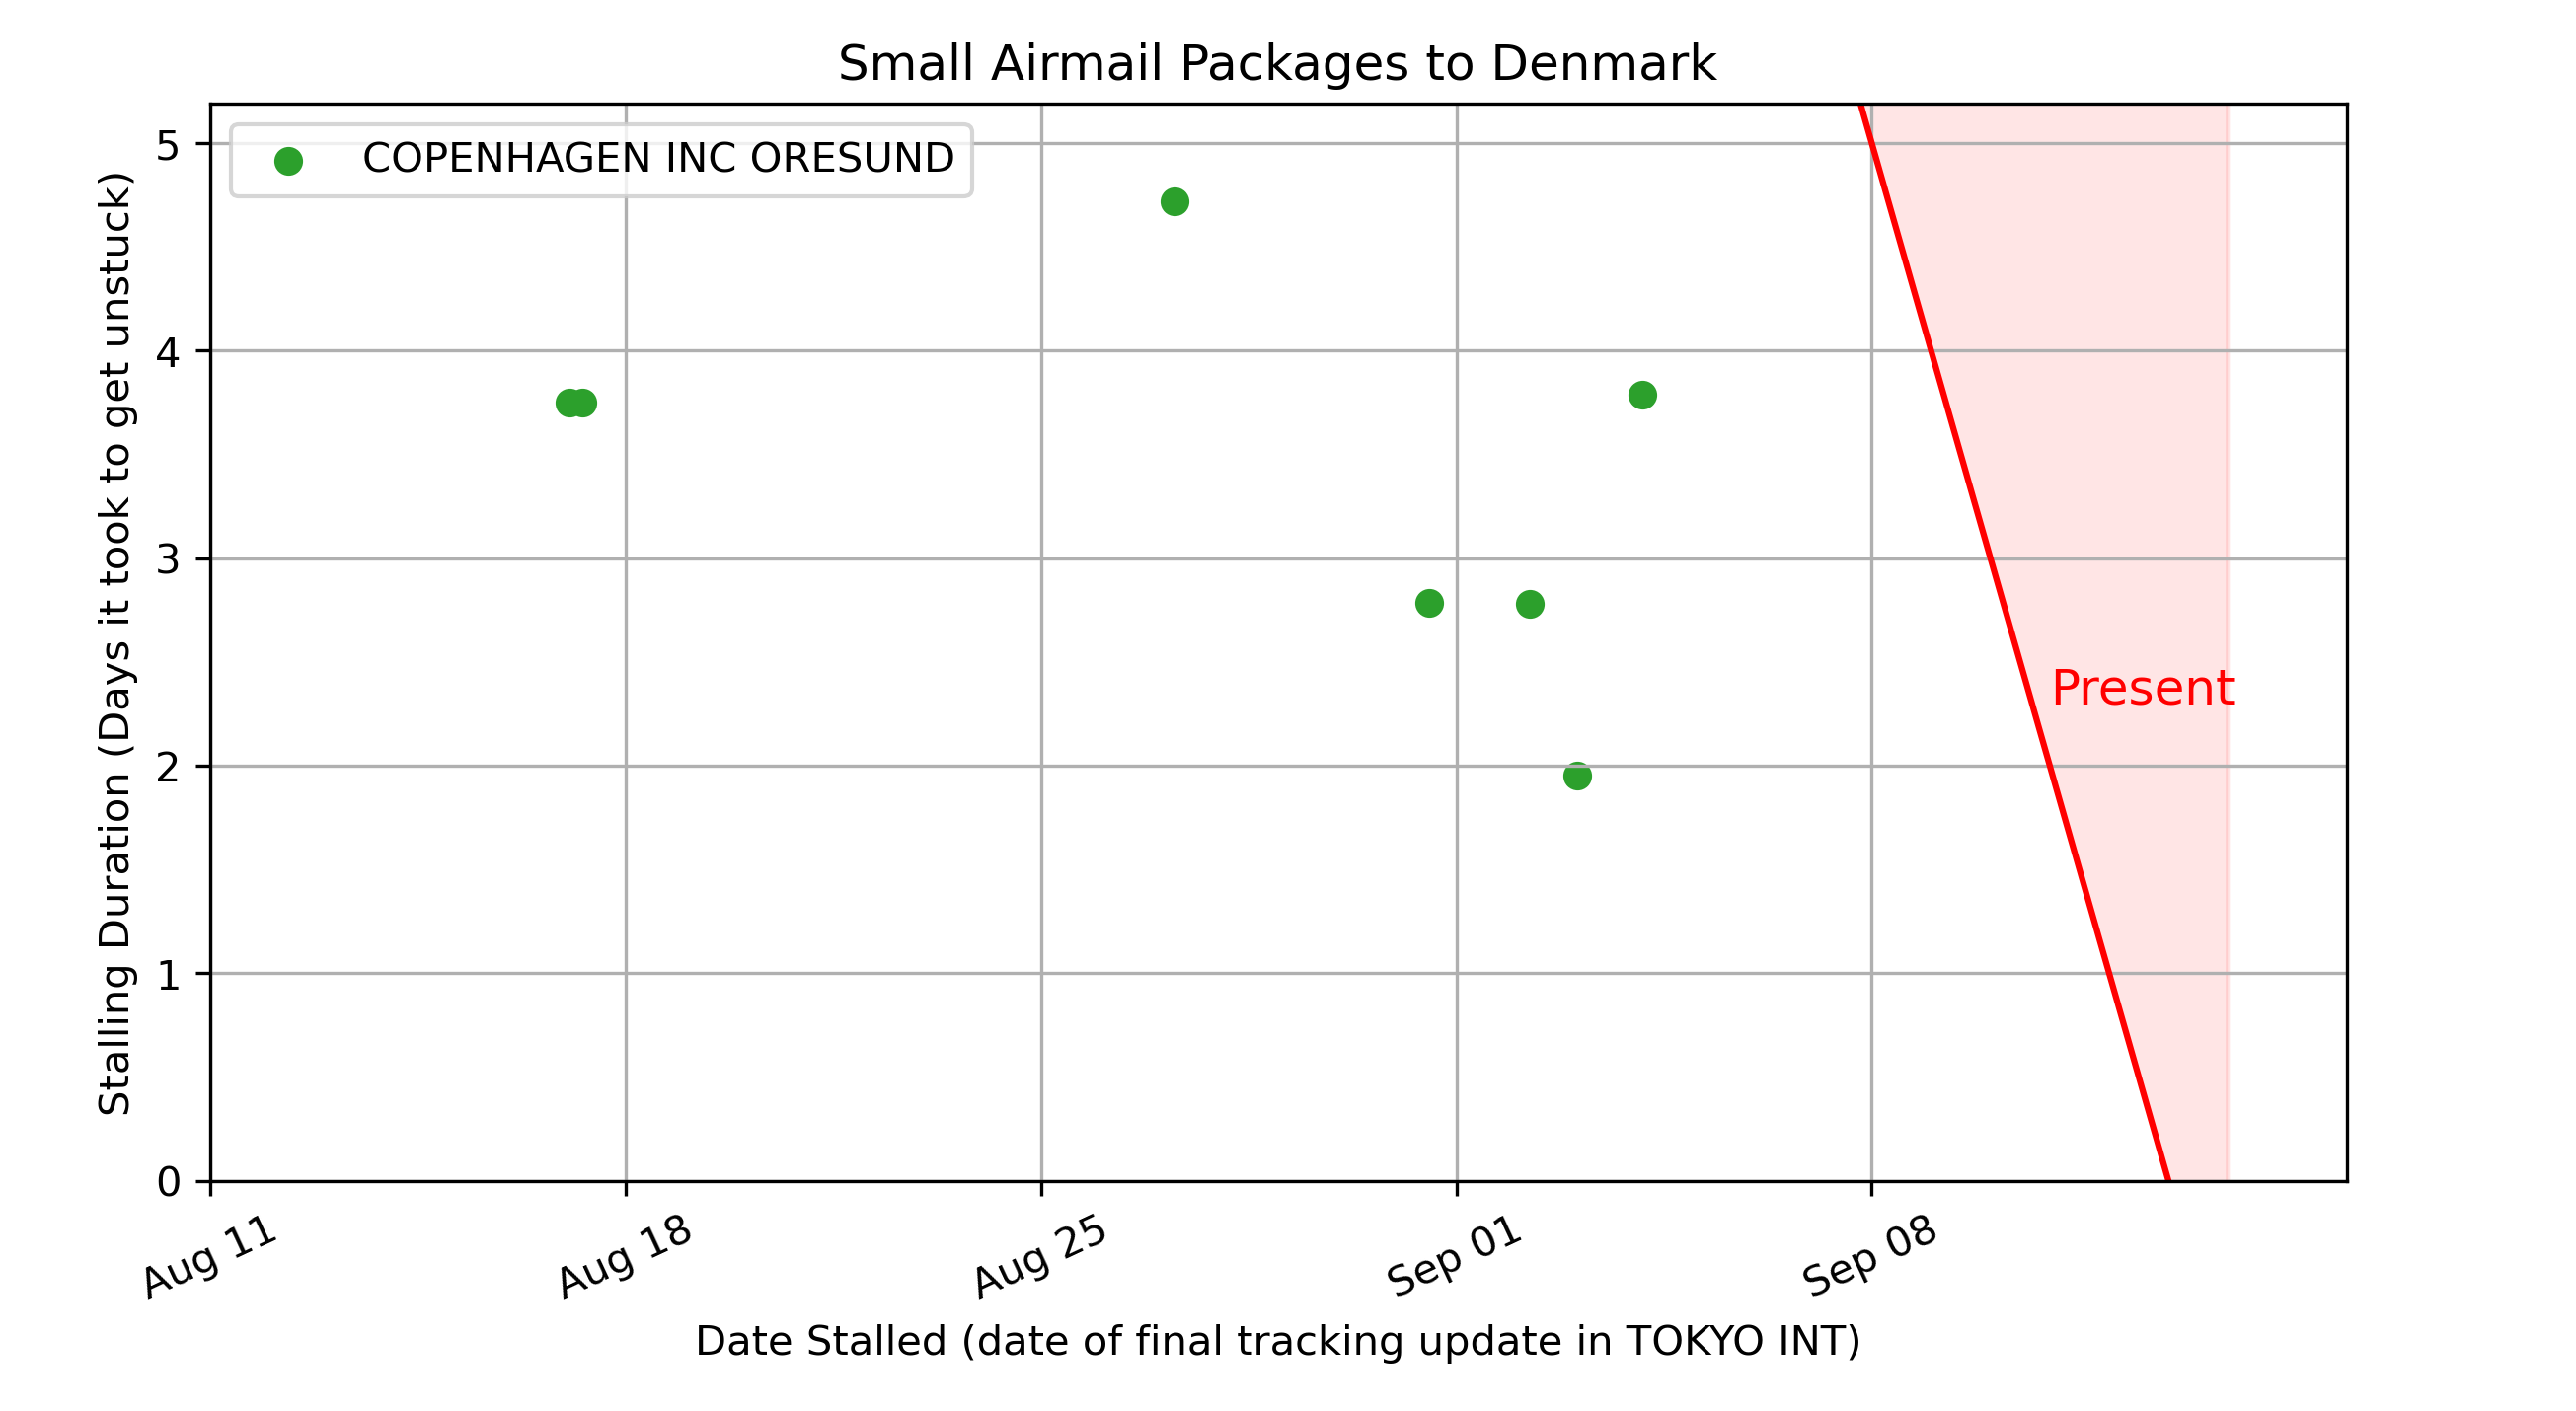 Small Airmail Packages to Denmark
COPENHAGEN INC ORESUND
Stalling Duration (Days it took to get unstuck)
5
4
3
2
1
0
Present
Aug 11
Aug 18
Aug 25
Sep 01
Sep 08
Date Stalled (date of final tracking update in TOKYO INT)